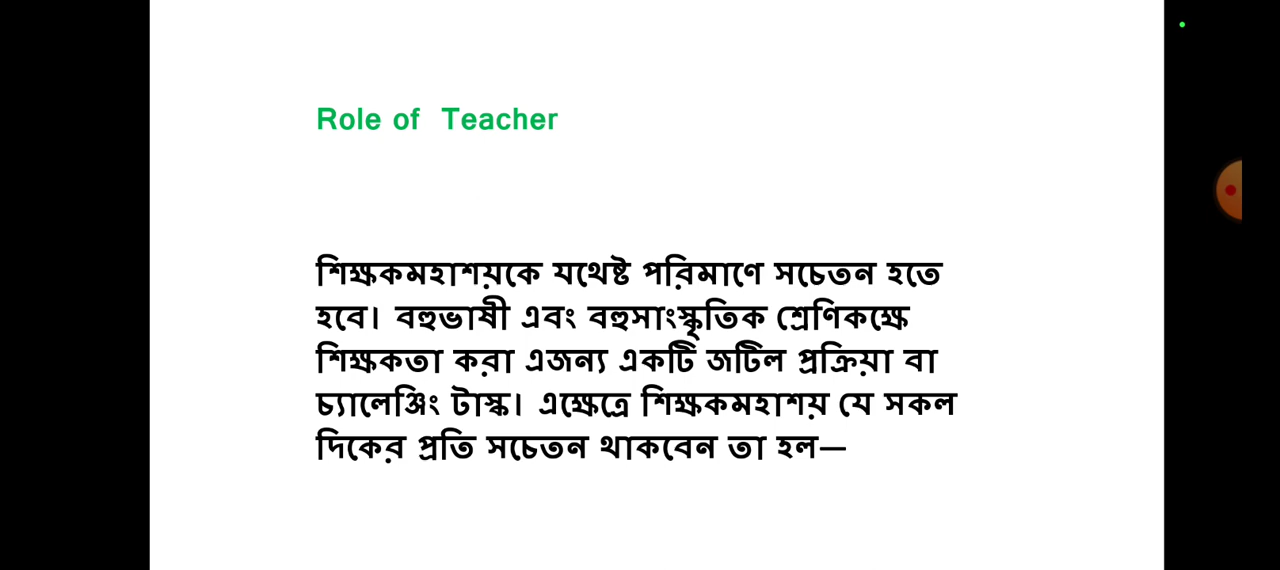 Role of Teacher
শিক্ষকমহাশয়কে যথেষ্ট পরিমাণে সচেতন হতে
হবে। বহুভাষী এবং বহুসাংস্কৃতিক শ্রেণিকক্ষে
শিক্ষকতা করা এজন্য একটি জটিল প্রক্রিয়া বা
চ্যালেঞ্জিং টাস্ক। এক্ষেত্রে শিক্ষকমহাশয় যে সকল
দিকের প্রতি সচেতন থাকবেন তা হল—